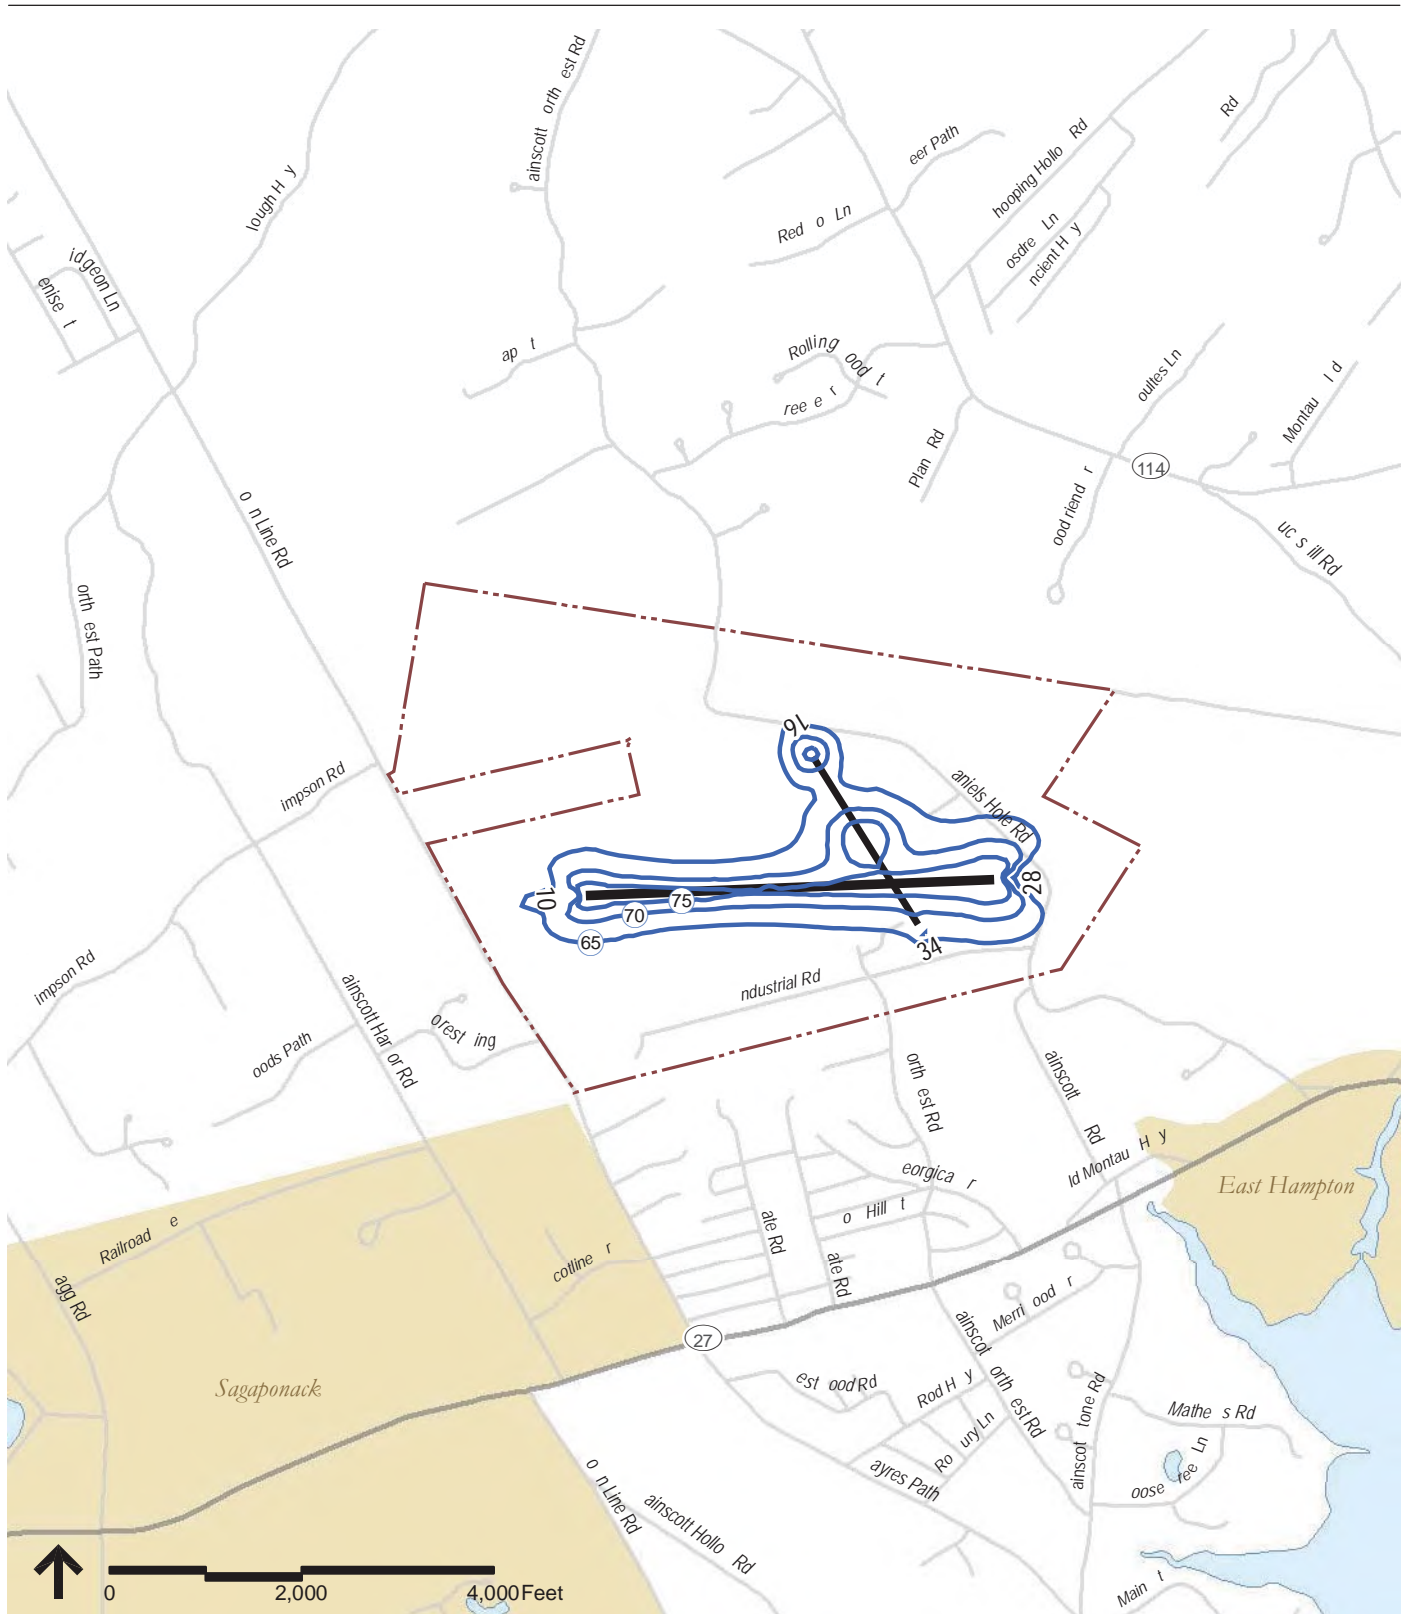 ainscott orth est Rd
lough H y
eer Path
hooping Hollo Rd
Rd
Red o Ln
osdre Ln
ncient H y
idgeon Ln
enise t
ap t
Rolling ood t
ree e r
oultes Ln
Montau l d
Plan Rd
114
ood riend r
uc s ill Rd
o n Line Rd
orth est Path
impson Rd
16
aniels Hole Rd
10
28
75
70
65
34
ndustrial Rd
impson Rd
ainscott Har or Rd
orest ing
oods Path
orth est Rd
ainscott Rd
ld Montau H y
East Hampton
eorgica r
o Hill t
ate Rd
ate Rd
Railroad e
cotline r
agg Rd
27
Merri ood r
ainscot orth est Rd
Sagaponack
est ood Rd
Rod H y
ainscot tone Rd
Mathe s Rd
Ro ury Ln
ayres Path
oose ree Ln
o n Line Rd
ainscott Hollo Rd
Main t
0 2,000 4,000 Feet